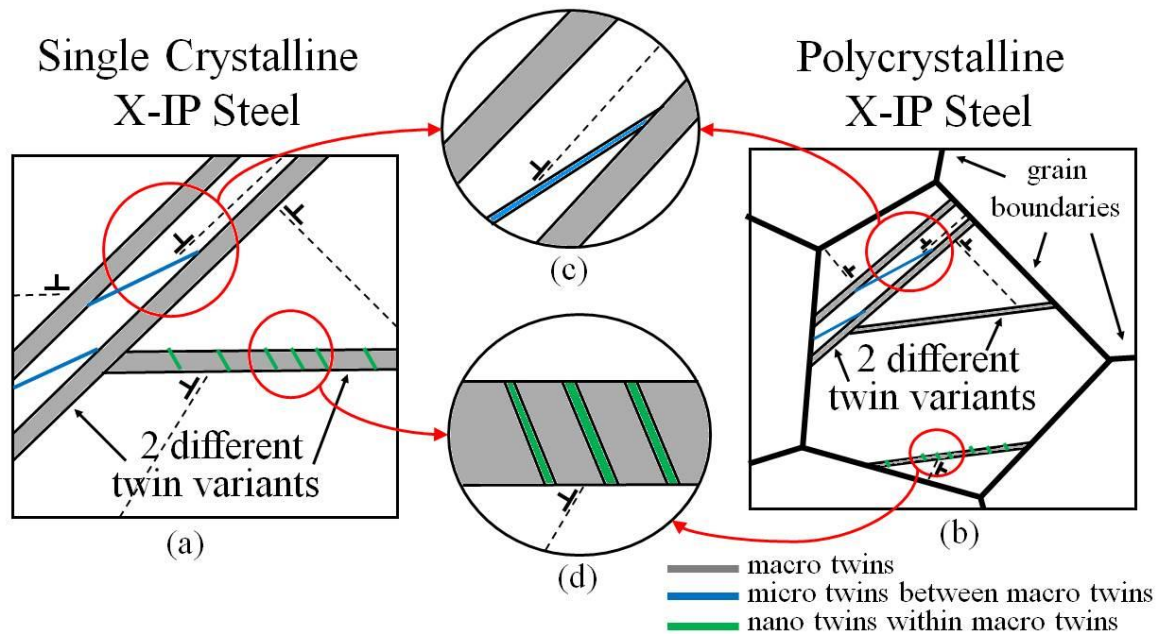 Single Crystalline
X-IP Steel
Polycrystalline
X-IP Steel
grain
boundaries
(c)
2 different
twin variants
2 different
twin variants
(a)
(b)
(d)
macro twins
micro twins between macro twins
nano twins within macro twins